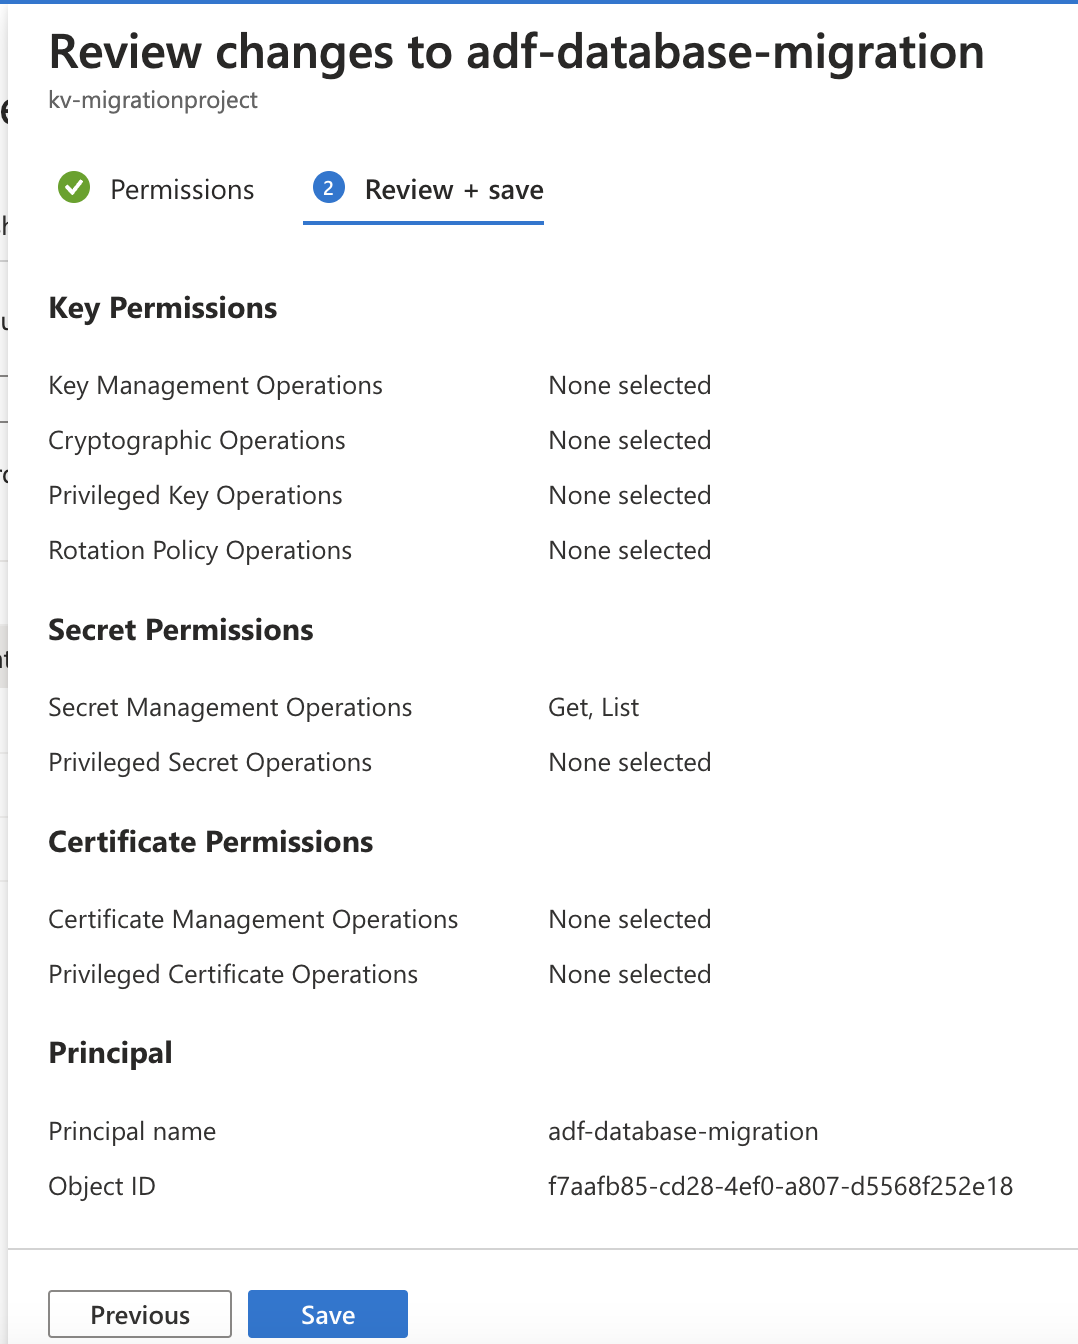 Review changes to adf-database-migration
kv-migrationproject
Permissions
2 Review + save
Key Permissions
Key Management Operations None selected
Cryptographic Operations None selected
Privileged Key Operations None selected
Rotation Policy Operations None selected
Secret Permissions
Secret Management Operations Get, List
Privileged Secret Operations None selected
Certificate Permissions
Certificate Management Operations None selected
Privileged Certificate Operations None selected
Principal
Principal name adf-database-migration
Object ID f7aafb85-cd28-4ef0-a807-d5568f252e18
Previous Save